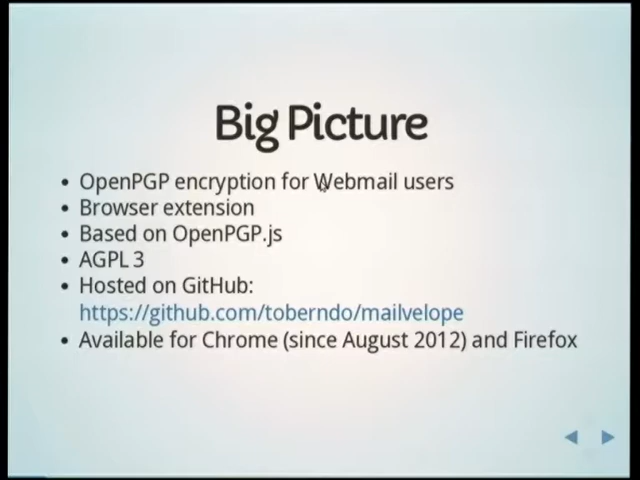 Big Picture
• OpenPGP encryption for Webmail users
• Browser extension
• Based on OpenPGP.js
• AGPL 3
• Hosted on GitHub:
https://github.com/toberndo/mailvelope
• Available for Chrome (since August 2012) and Firefox